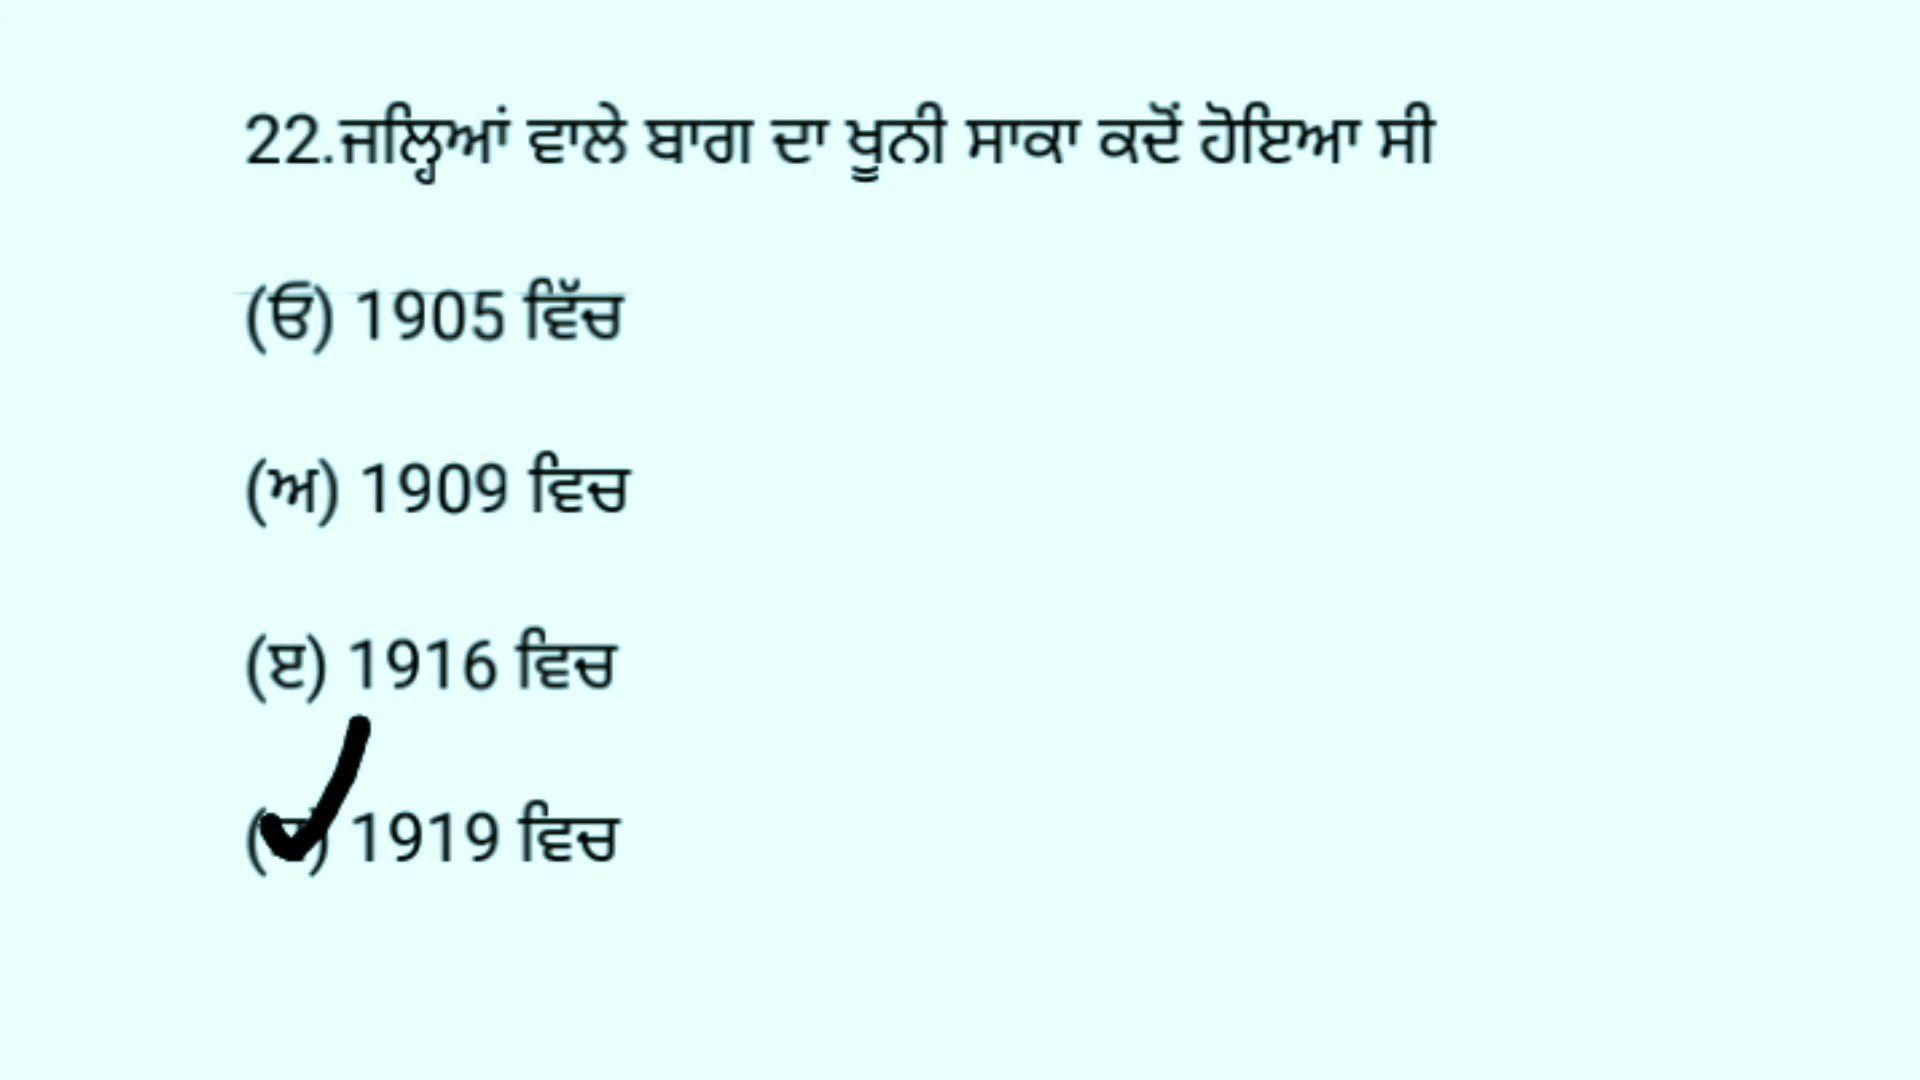 22.ਜਲ੍ਹਿਆਂ ਵਾਲੇ ਬਾਗ ਦਾ ਖੂਨੀ ਸਾਕਾ ਕਦੋਂ ਹੋਇਆ ਸੀ
(ਓ) 1905 ਵਿੱਚ
(ਅ) 1909 ਵਿਚ
(ੲ) 1916 ਵਿਚ
1919 ਵਿਚ